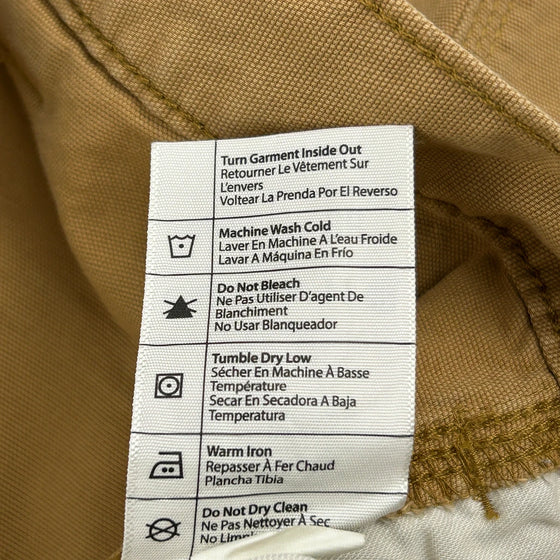 Turn Garment Inside Out
Retourner Le Vêtement Sur
L'envers
Voltear La Prenda Por El Reverso
Machine Wash Cold
Laver En Machine A L'eau Froide
Lavar A Máquina En Frío
Do Not Bleach
Ne Pas Utiliser D'agent De
Blanchiment
No Usar Blanqueador
Tumble Dry Low
Sécher En Machine À Basse
Température
Secar En Secadora A Baja
Temperatura
Warm Iron
Repasser À Fer Chaud
Plancha Tibia
Do Not Dry Clean
Ne Pas Nettoyer À Sec
No